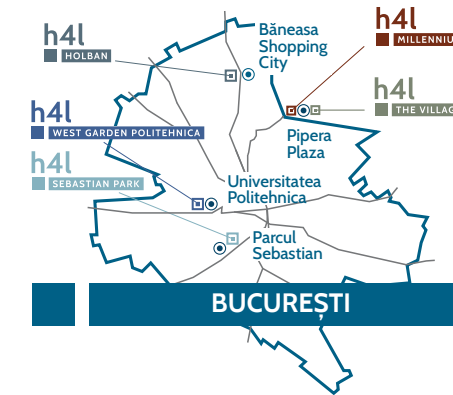 h4l
HOLBAN
Băneasa
Shopping
City
h4l
MILLENNIU
h4l
WEST GARDEN POLITEHNICA
h4l
THE VILLAG
Pipera
Plaza
h4l
SEBASTIAN PARK
Universitatea
Politehnica
Parcul
Sebastian
BUCUREȘTI